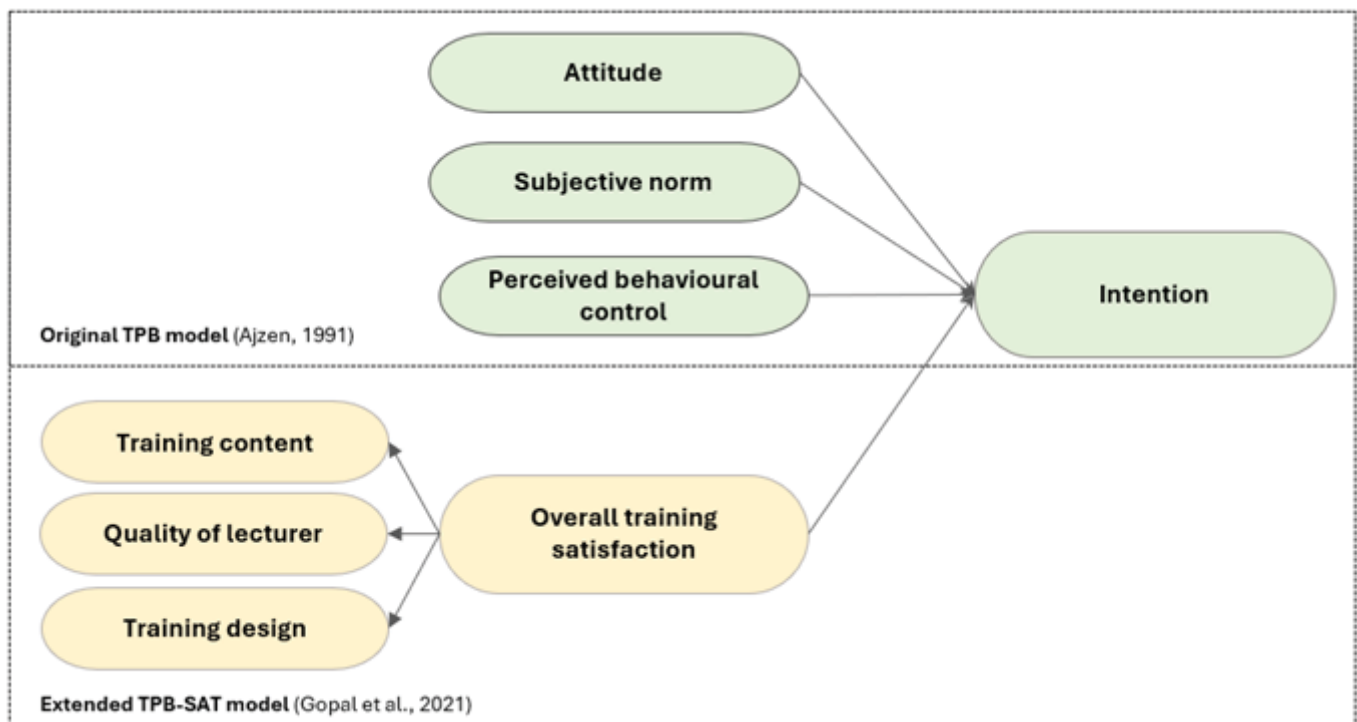 Attitude
Subjective norm
Perceived behavioural
control
Intention
Original TPB model (Ajzen, 1991)
Training content
Quality of lecturer
Training design
Overall training
satisfaction
Extended TPB-SAT model (Gopal et al., 2021)